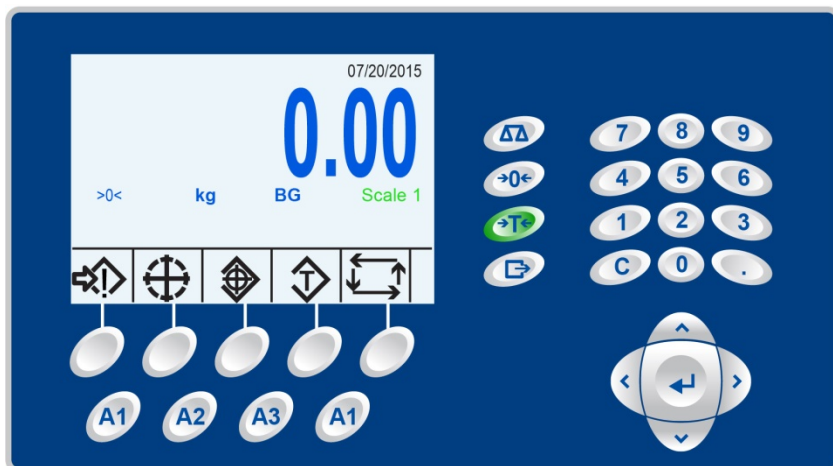 07/20/2015
0.00
>0< kg BG Scale 1
! T
7 8 9
→0← 4 5 6
→T← 1 2 3
C 0 .
A1 A2 A3 A1